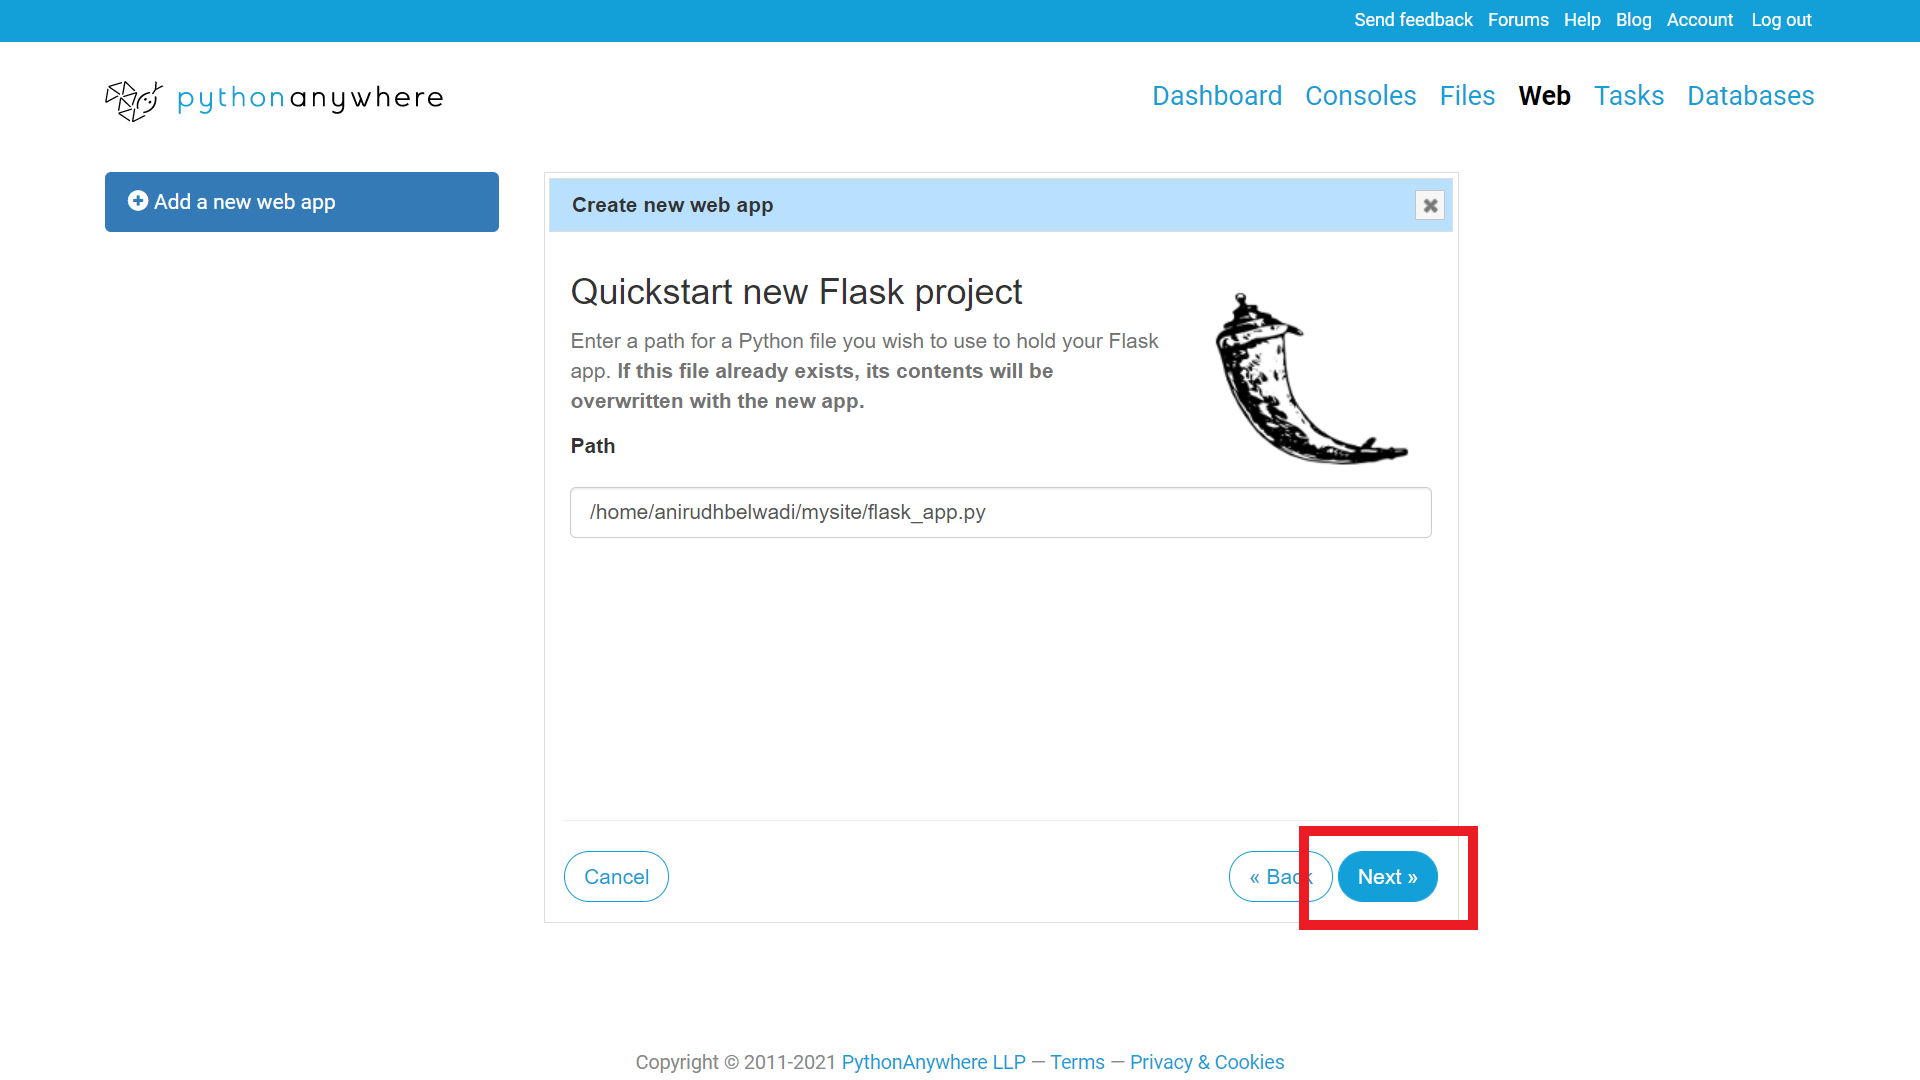 Send feedback Forums Help Blog Account Log out
pythonanywhere
Dashboard Consoles Files Web Tasks Databases
Add a new web app
Create new web app
Quickstart new Flask project
Enter a path for a Python file you wish to use to hold your Flask
app. If this file already exists, its contents will be
overwritten with the new app.
Path
/home/anirudhbelwadi/mysite/flask_app.py
Cancel
« Back
Next »
Copyright © 2011-2021 PythonAnywhere LLP — Terms — Privacy & Cookies